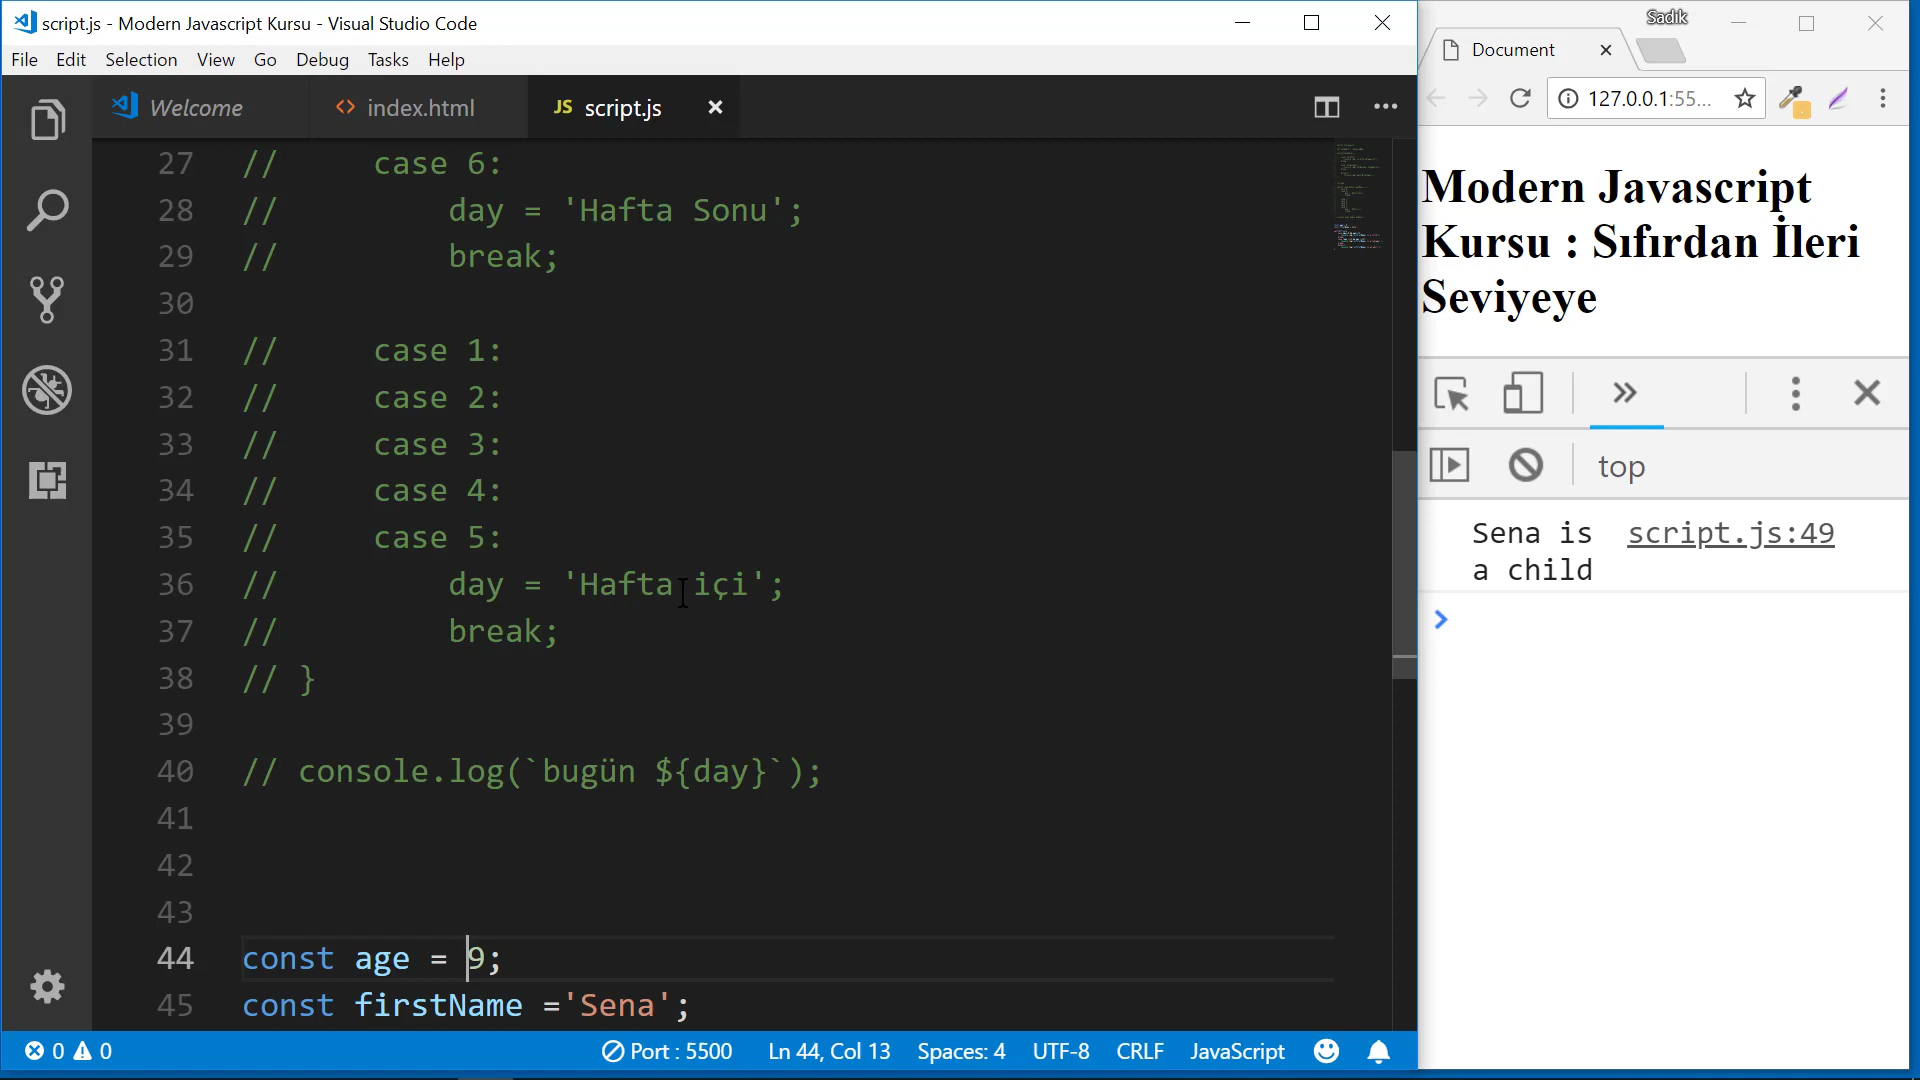 script.js - Modern Javascript Kursu - Visual Studio Code
File Edit Selection View Go Debug Tasks Help
Welcome
index.html
JS script.js
27 // case 6:
28 // day = 'Hafta Sonu';
29 // break;
30
31 // case 1:
32 // case 2:
33 // case 3:
34 // case 4:
35 // case 5:
36 // day = 'Hafta içi';
37 // break;
38 // }
39
40 // console.log(`bugün ${day}`);
41
42
43
44 const age = 9;
45 const firstName ='Sena';
0 0 Port : 5500 Ln 44, Col 13 Spaces: 4 UTF-8 CRLF JavaScript
Sadik
Document
127.0.0.1:55...
Modern Javascript
Kursu : Sıfırdan İleri
Seviyeye
top
Sena is script.js:49
a child